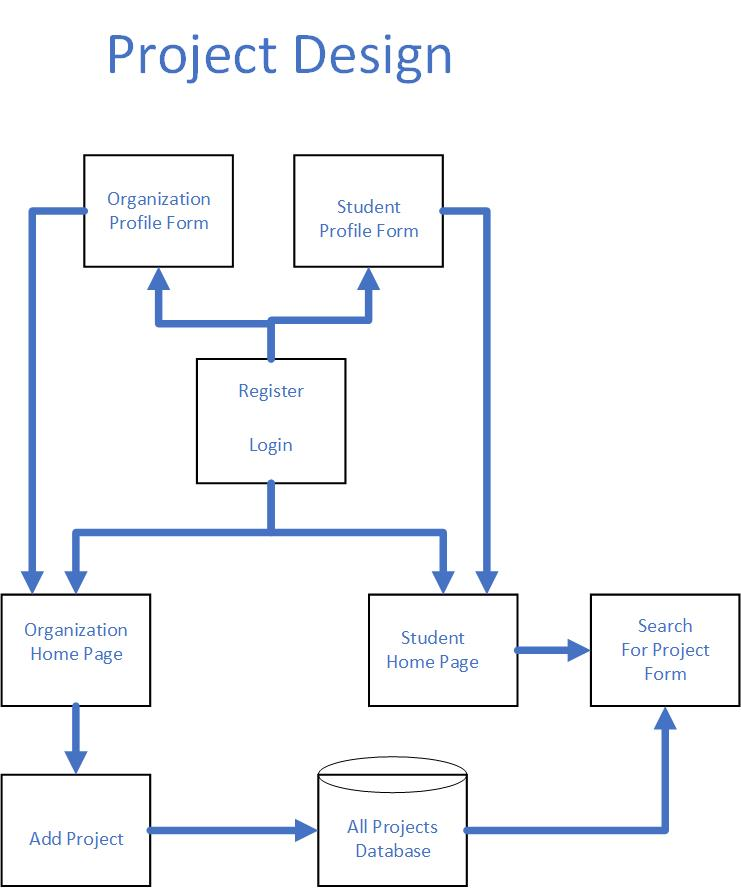 Project Design
Organization
Profile Form
Student
Profile Form
Register
Login
Organization
Home Page
Student
Home Page
Search
For Project
Form
Add Project
All Projects
Database